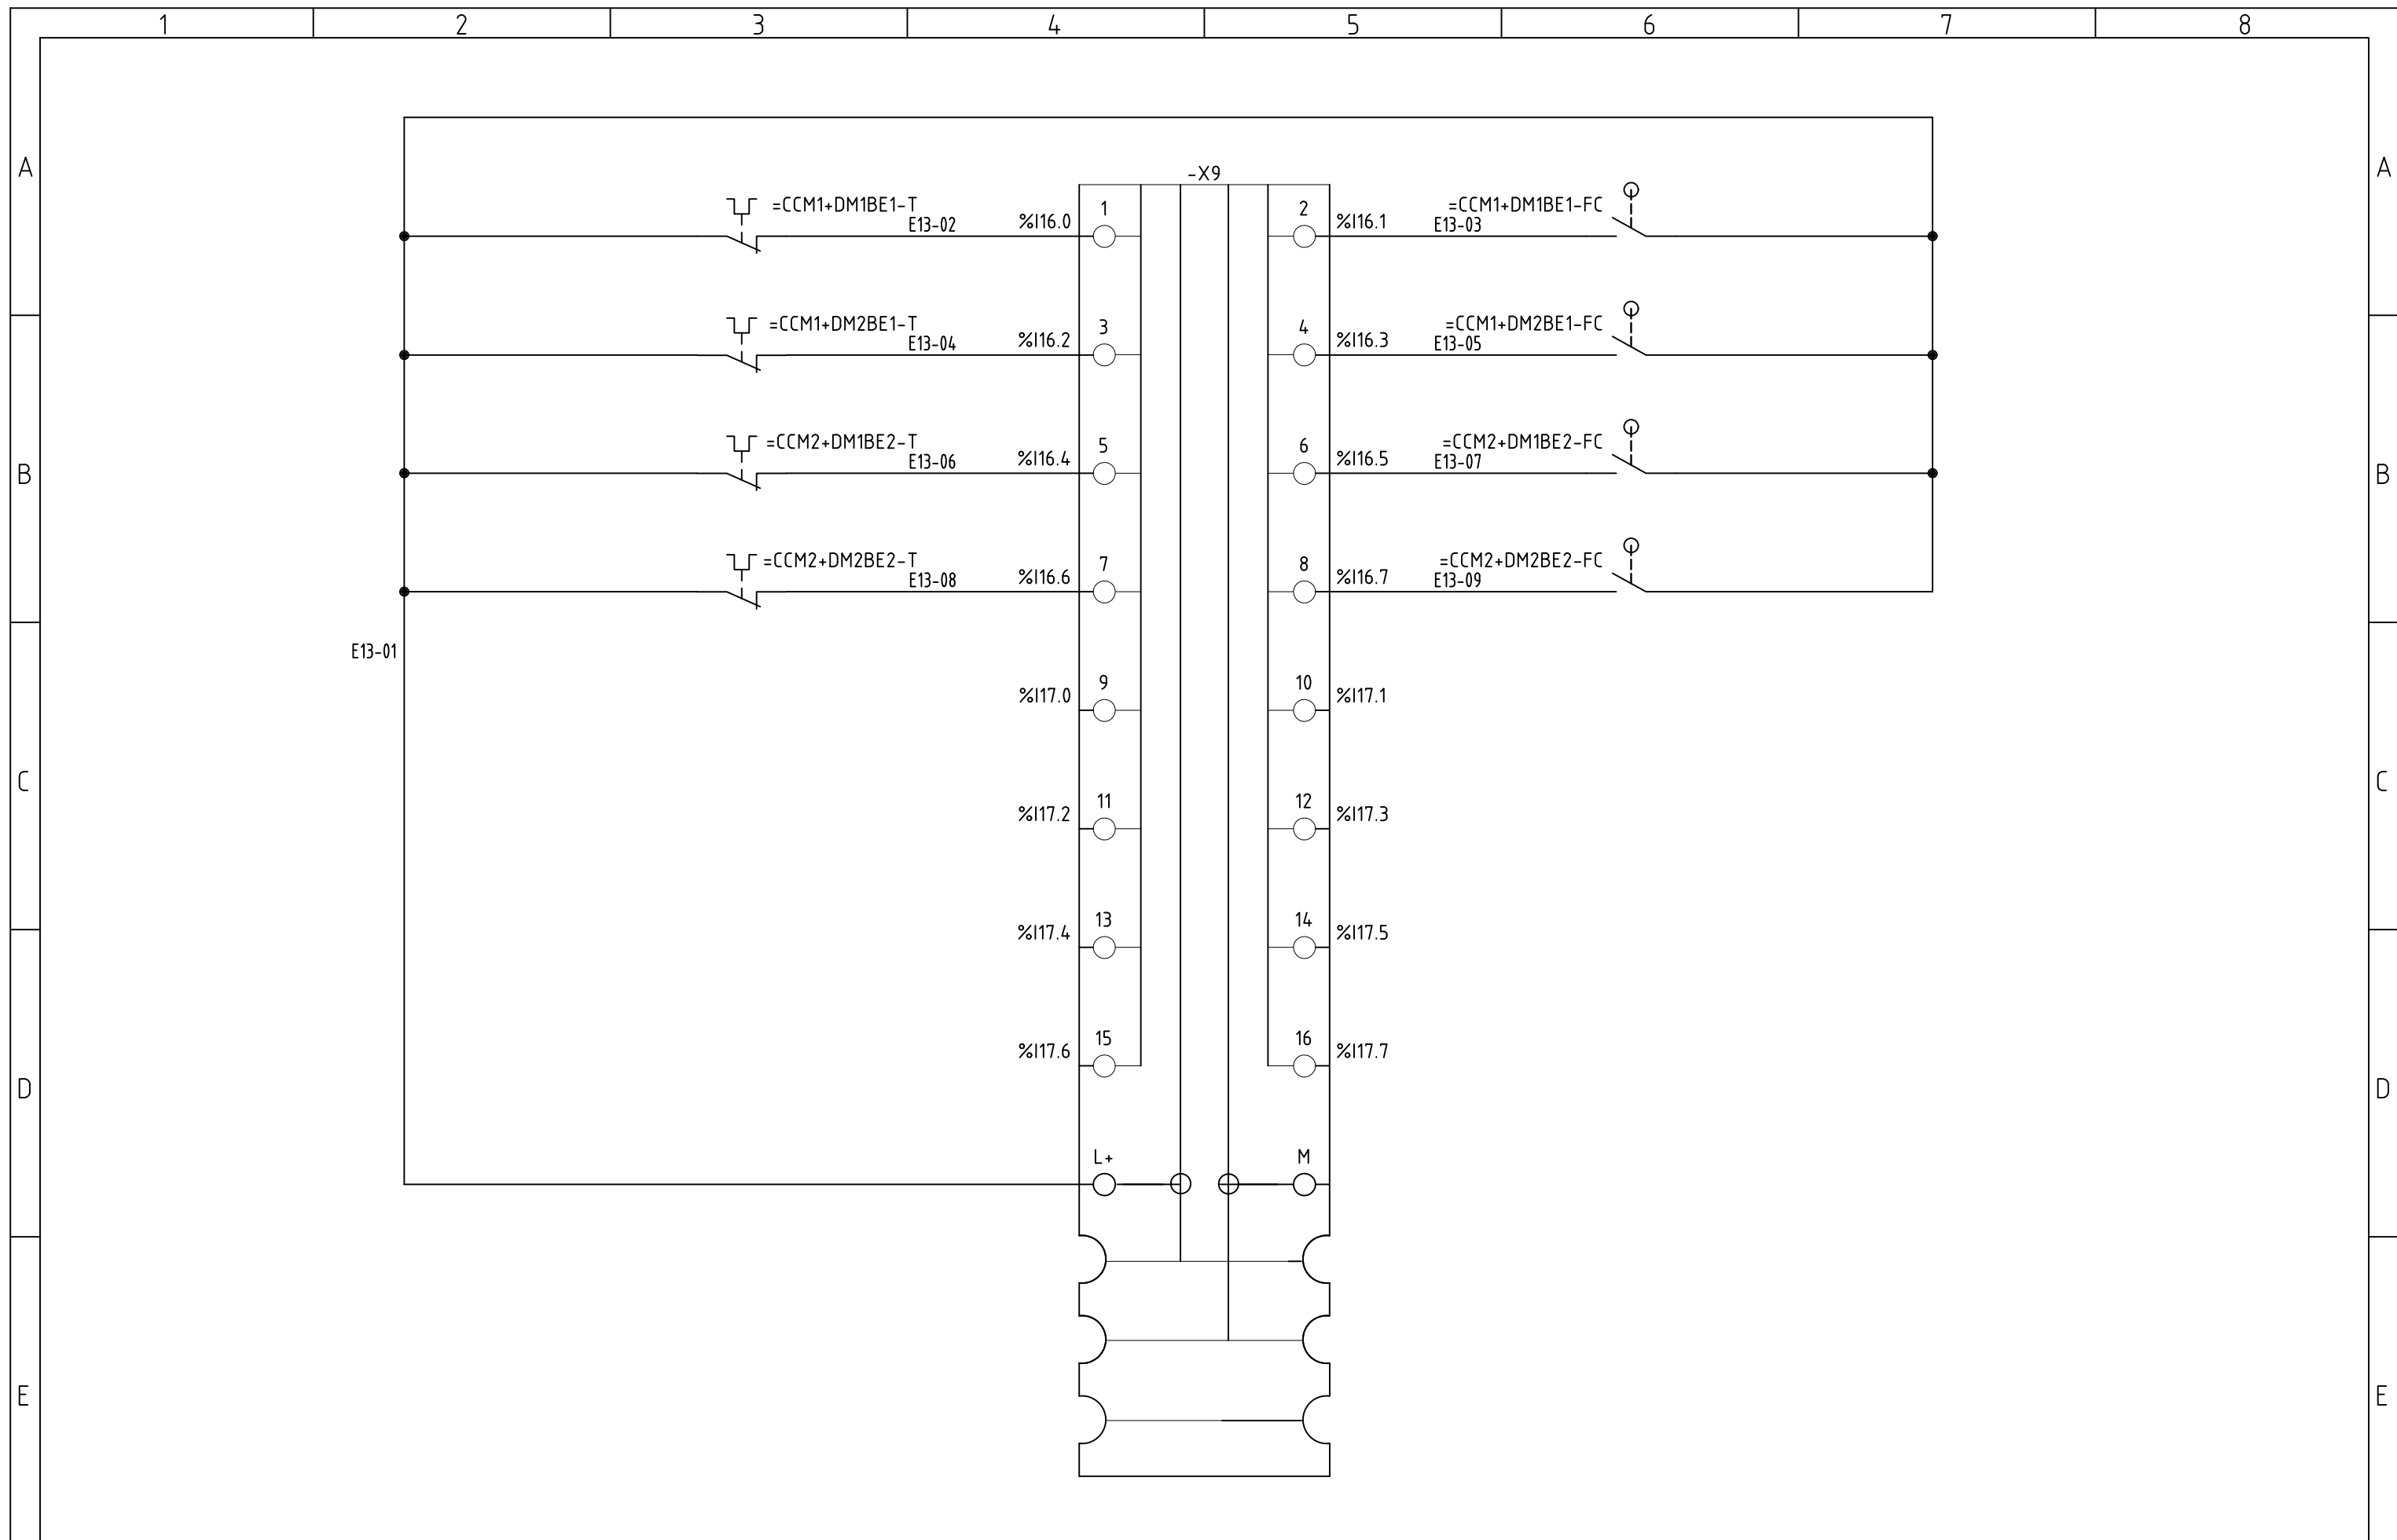 1 2 3 4 5 6 7 8
A A
-X9
=CCM1+DM1BE1-T
E13-02
%I16.0
1
2
%I16.1
=CCM1+DM1BE1-FC
E13-03
=CCM1+DM2BE1-T
E13-04
%I16.2
3
4
%I16.3
=CCM1+DM2BE1-FC
E13-05
B B
=CCM2+DM1BE2-T
E13-06
%I16.4
5
6
%I16.5
=CCM2+DM1BE2-FC
E13-07
=CCM2+DM2BE2-T
E13-08
%I16.6
7
8
%I16.7
=CCM2+DM2BE2-FC
E13-09
E13-01
%I17.0
9
10
%I17.1
C C
%I17.2
11
12
%I17.3
%I17.4
13
14
%I17.5
%I17.6
15
16
%I17.7
D D
L+
M
E E